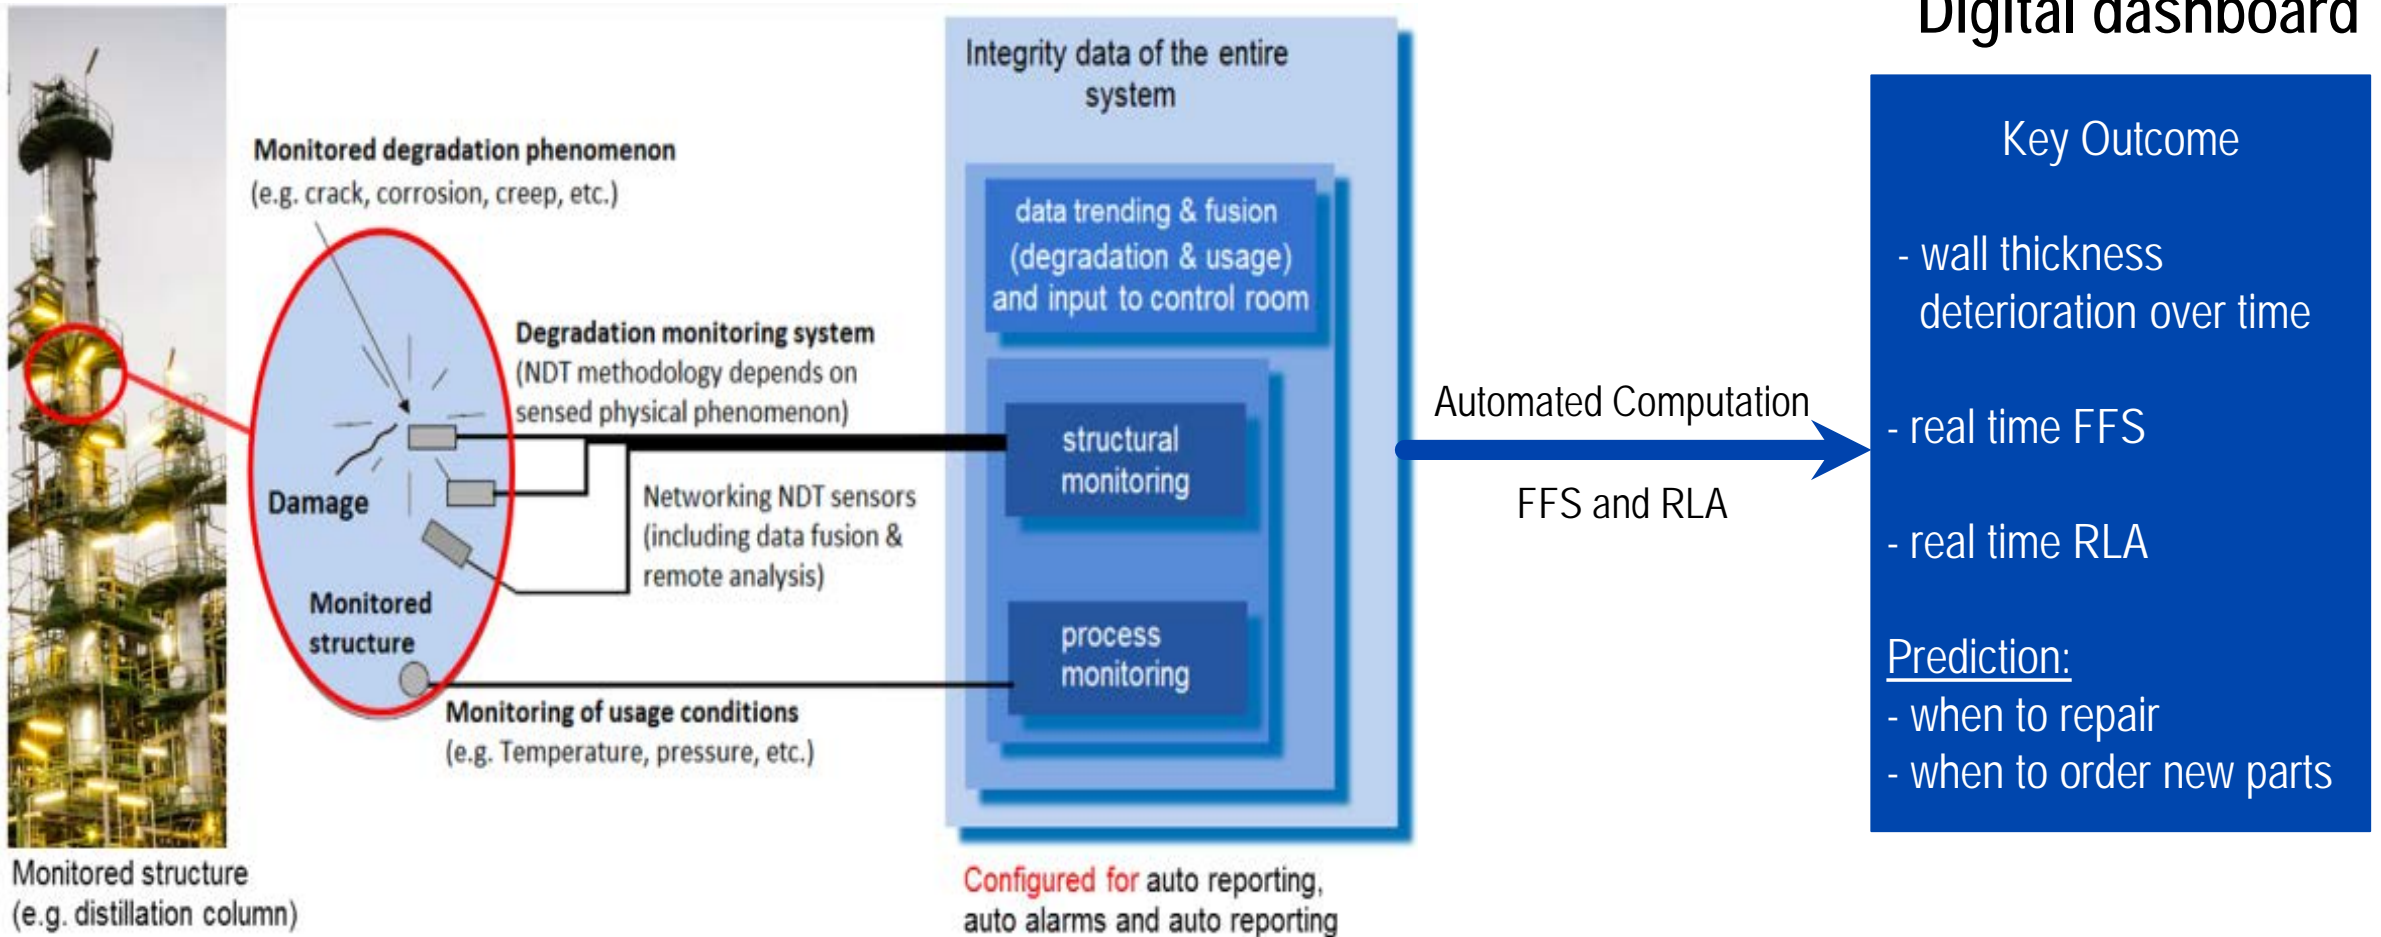 Digital dashboard
Integrity data of the entire
system
Monitored degradation phenomenon
(e.g. crack, corrosion, creep, etc.)
data trending & fusion
(degradation & usage)
and input to control room
Degradation monitoring system
(NDT methodology depends on
sensed physical phenomenon)
structural
monitoring
Damage
Networking NDT sensors
(including data fusion &
remote analysis)
Monitored
structure
process
monitoring
Monitoring of usage conditions
(e.g. Temperature, pressure, etc.)
Monitored structure
(e.g. distillation column)
Configured for auto reporting,
auto alarms and auto reporting
Automated Computation
FFS and RLA
Key Outcome
- wall thickness
deterioration over time
- real time FFS
- real time RLA
Prediction:
- when to repair
- when to order new parts